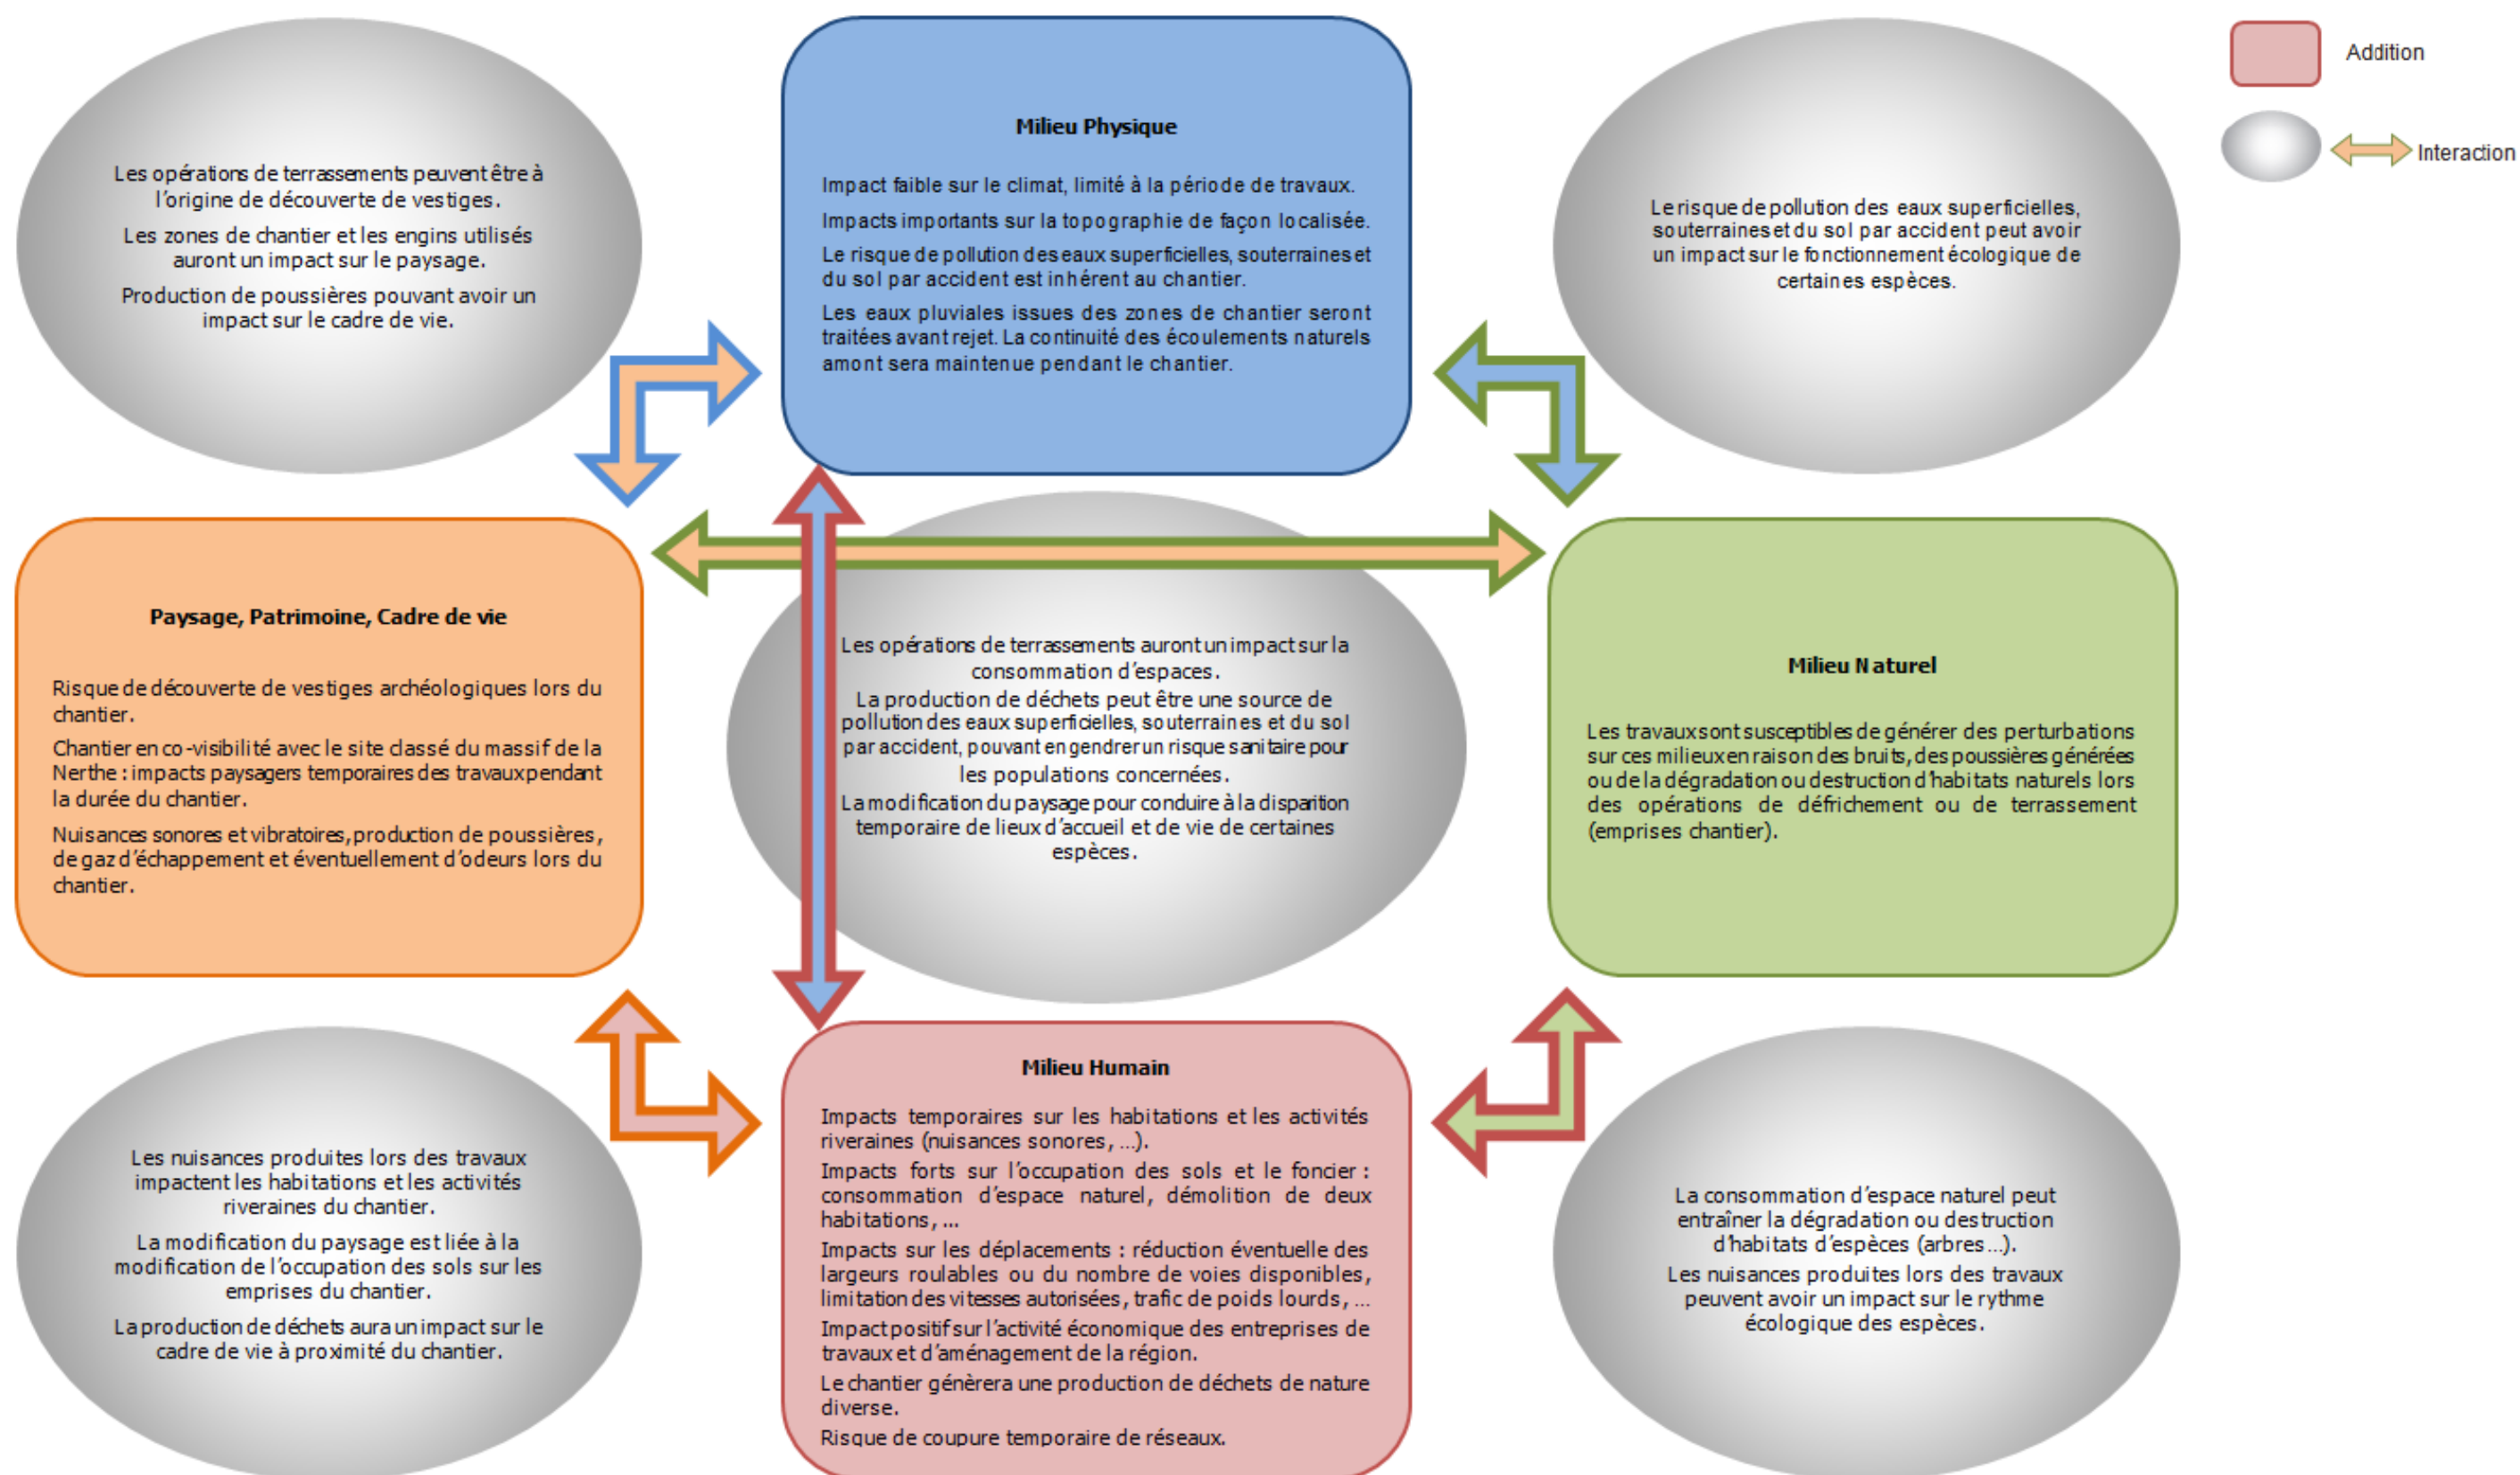 Les opérations de terrassements peuvent être à
l'origine de découverte de vestiges.
Les zones de chantier et les engins utilisés
auront un impact sur le paysage.
Production de poussières pouvant avoir un
impact sur le cadre de vie.
Milieu Physique
Impact faible sur le climat, limité à la période de travaux.
Impacts importants sur la topographie de façon localisée.
Le risque de pollution des eaux superficielles, souterraines et
du sol par accident est inhérent au chantier.
Les eaux pluviales issues des zones de chantier seront
traitées avant rejet. La continuité des écoulements naturels
amont sera maintenue pendant le chantier.
Le risque de pollution des eaux superficielles,
souterraines et du sol par accident peut avoir
un impact sur le fonctionnement écologique de
certaines espèces.
Addition
Interaction
Paysage, Patrimoine, Cadre de vie
Risque de découverte de vestiges archéologiques lors du
chantier.
Chantier en co-visibilité avec le site classé du massif de la
Nerthe : impacts paysagers temporaires des travaux pendant
la durée du chantier.
Nuisances sonores et vibratoires, production de poussières,
de gaz d'échappement et éventuellement d'odeurs lors du
chantier.
Les opérations de terrassements auront un impact sur la
consommation d'espaces.
La production de déchets peut être une source de
pollution des eaux superficielles, souterraines et du sol
par accident, pouvant engendrer un risque sanitaire pour
les populations concernées.
La modification du paysage pour conduire à la disparition
temporaire de lieux d'accueil et de vie de certaines
espèces.
Milieu Naturel
Les travaux sont susceptibles de générer des perturbations
sur ces milieux en raison des bruits, des poussières générées
ou de la dégradation ou destruction d'habitats naturels lors
des opérations de défrichement ou de terrassement
(emprises chantier).
Les nuisances produites lors des travaux
impactent les habitations et les activités
riveraines du chantier.
La modification du paysage est liée à la
modification de l'occupation des sols sur les
emprises du chantier.
La production de déchets aura un impact sur le
cadre de vie à proximité du chantier.
Milieu Humain
Impacts temporaires sur les habitations et les activités
riveraines (nuisances sonores, ...).
Impacts forts sur l'occupation des sols et le foncier :
consommation d'espace naturel, démolition de deux
habitations, ...
Impacts sur les déplacements : réduction éventuelle des
largeurs roulables ou du nombre de voies disponibles,
limitation des vitesses autorisées, trafic de poids lourds, ...
Impact positif sur l'activité économique des entreprises de
travaux et d'aménagement de la région.
Le chantier génèrera une production de déchets de nature
diverse.
Risque de coupure temporaire de réseaux.
La consommation d'espace naturel peut
entraîner la dégradation ou destruction
d'habitats d'espèces (arbres...).
Les nuisances produites lors des travaux
peuvent avoir un impact sur le rythme
écologique des espèces.